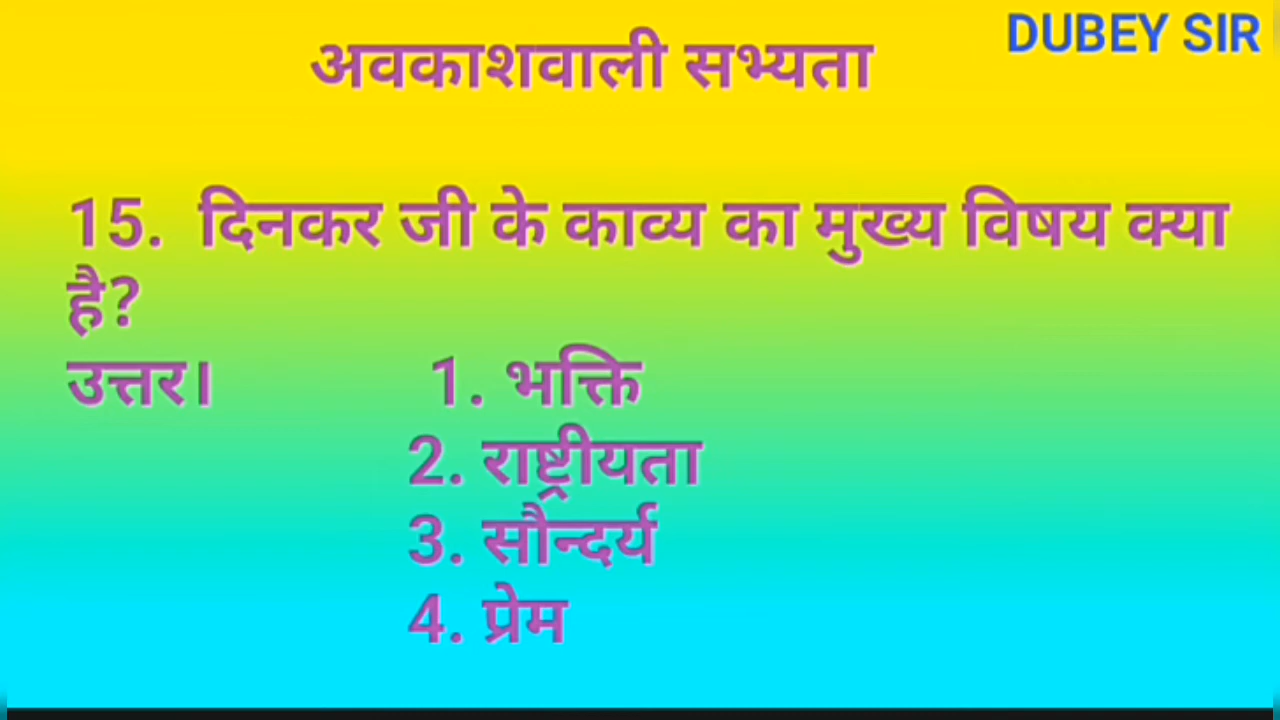 DUBEY SIR
अवकाशवाली सभ्यता
15. दिनकर जी के काव्य का मुख्य विषय क्या
है?
उत्तर। 1. भक्ति
2. राष्ट्रीयता
3. सौन्दर्य
4. प्रेम